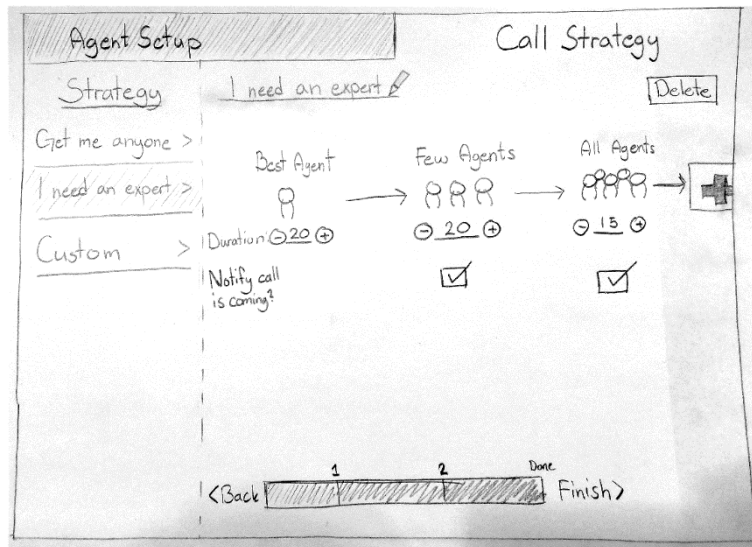 Agent Setup
Call Strategy
Strategy
I need an expert
Delete
Get me anyone >
I need an expert >
Custom >
Best Agent
Few Agents
All Agents
Duration: - 20 +
- 20 +
- 15 +
Notify call
is coming?
1
2
Done
<Back
Finish>